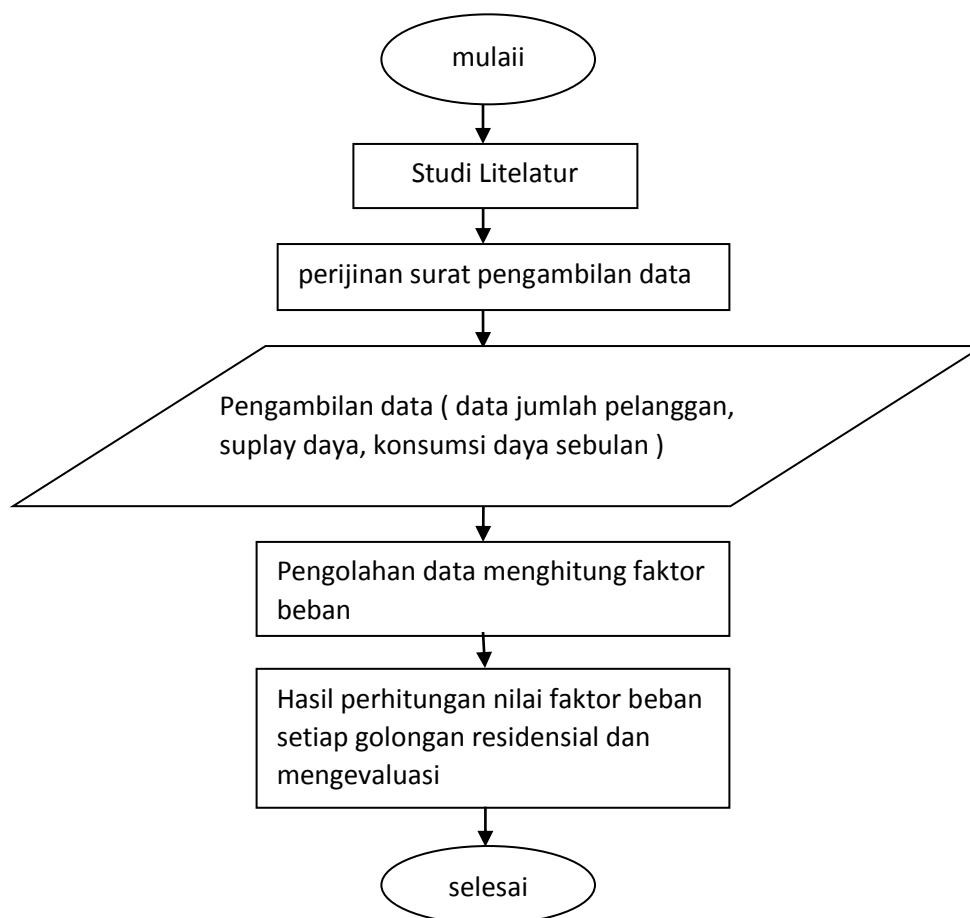 mulaii
Studi Litelatur
perijinan surat pengambilan data
Pengambilan data ( data jumlah pelanggan,
suplay daya, konsumsi daya sebulan )
Pengolahan data menghitung faktor
beban
Hasil perhitungan nilai faktor beban
setiap golongan residensial dan
mengevaluasi
selesai